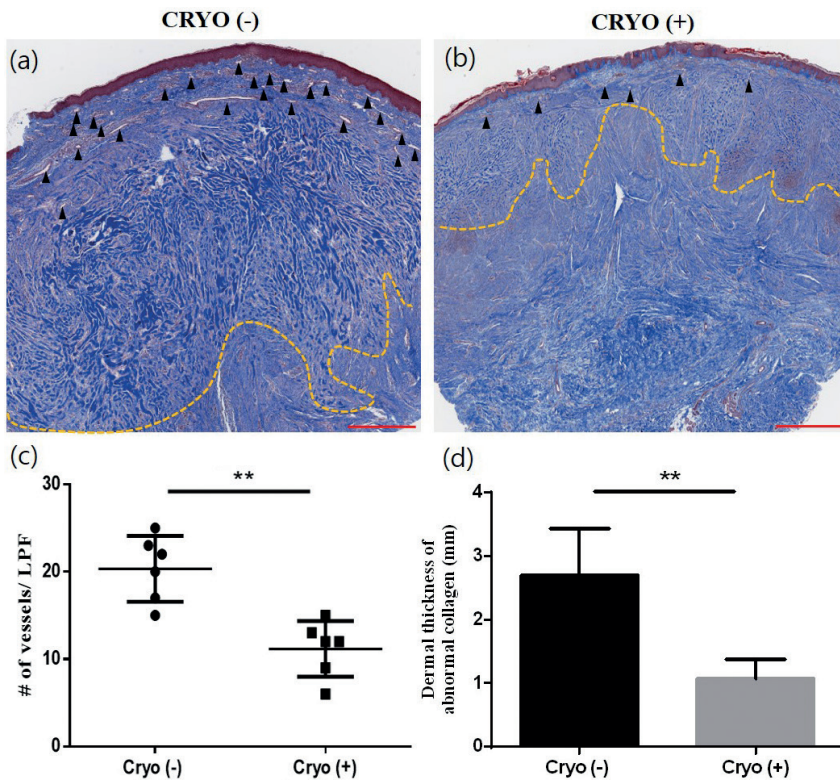 CRYO (-)
CRYO (+)
(a)
(b)
(c)
(d)
**
30
20
10
0
# of vessels/ LPF
Cryo (-)
Cryo (+)
**
4
3
2
1
0
Dermal thickness of
abnormal collagen (mm)
Cryo (-)
Cryo (+)